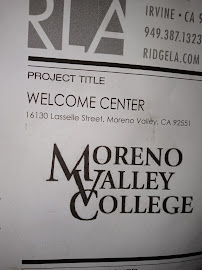 RLA
IRVINE • CA 9
949.387.1323
RIDGELA.COM
PROJECT TITLE
WELCOME CENTER
16130 Lasselle Street, Moreno Valley, CA 92551
MORENO
VALLEY
COLLEGE